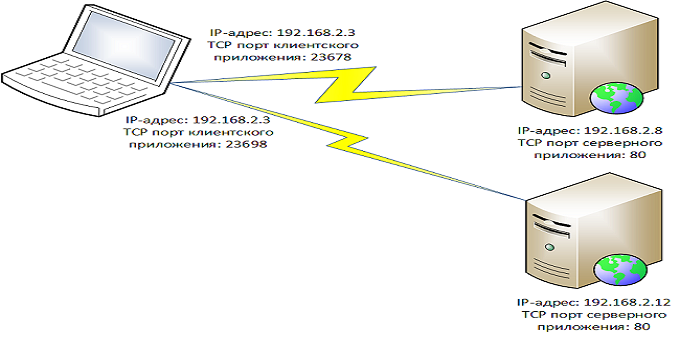 IP-адрес: 192.168.2.3
TCP порт клиентского
приложения: 23678
IP-адрес: 192.168.2.3
TCP порт клиентского
приложения: 23698
IP-адрес: 192.168.2.8
TCP порт серверного
приложения: 80
IP-адрес: 192.168.2.12
TCP порт серверного
приложения: 80